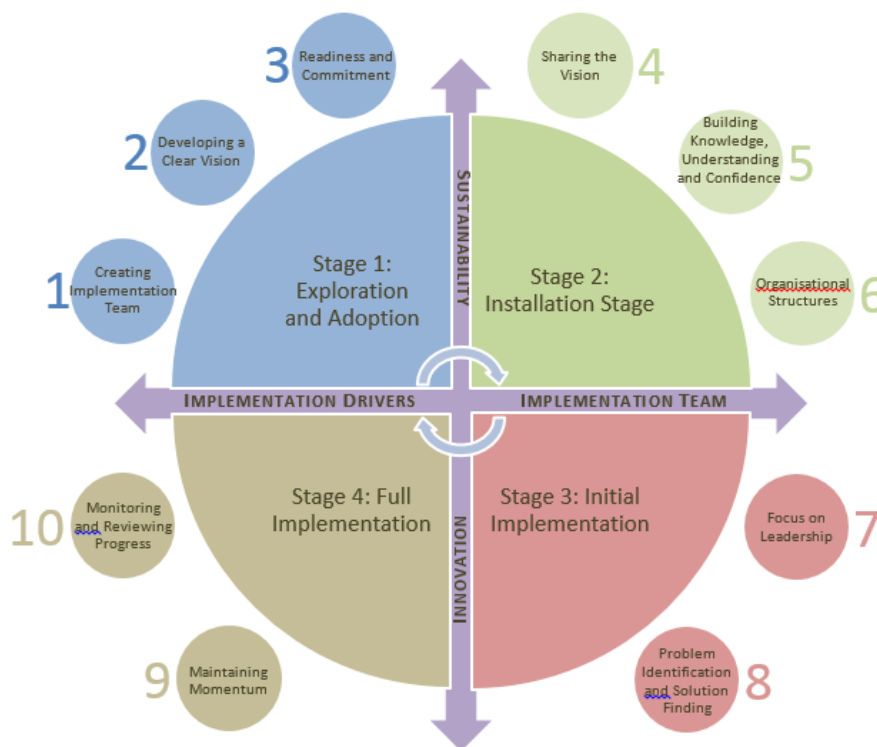 3
Readiness and
Commitment
Sharing the
Vision
4
2
Developing a
Clear Vision
Building
Knowledge,
Understanding
and Confidence
5
1
Creating
Implementation
Team
Organisational
Structures
6
SUSTAINABILITY
Stage 1:
Exploration
and Adoption
Stage 2:
Installation Stage
IMPLEMENTATION DRIVERS
IMPLEMENTATION TEAM
Stage 4: Full
Implementation
Stage 3: Initial
Implementation
INNOVATION
10
Monitoring
and Reviewing
Progress
Focus on
Leadership
7
9
Maintaining
Momentum
Problem
Identification
and Solution
Finding
8